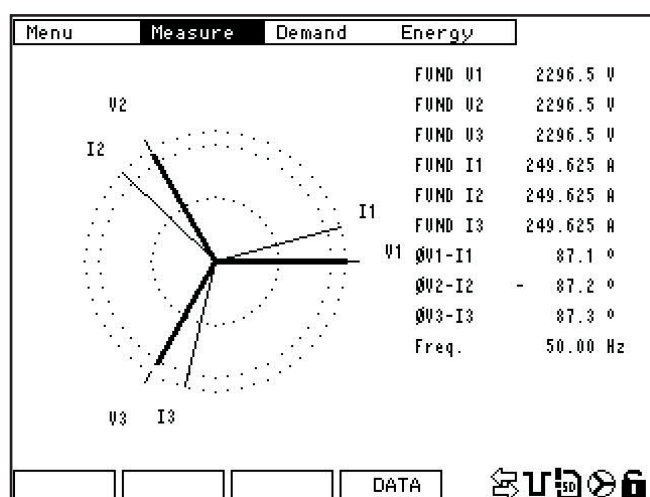 Menu Measure Demand Energy
FUND V1 2296.5 V
FUND V2 2296.5 V
FUND V3 2296.5 V
FUND I1 249.625 A
FUND I2 249.625 A
FUND I3 249.625 A
ØV1-I1 87.1 °
ØV2-I2 - 87.2 °
ØV3-I3 87.3 °
Freq. 50.00 Hz
V2
I2
I1
V1
V3 I3
DATA
SD